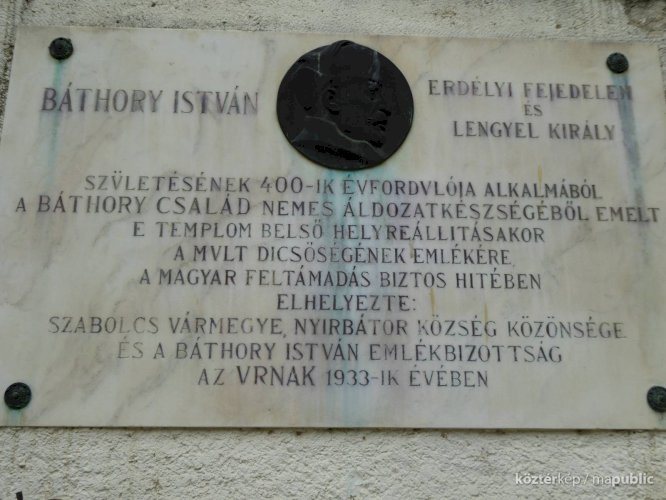 BÁTHORY ISTVÁN
ERDÉLYI FEJEDELEM
ÉS
LENGYEL KIRÁLY
SZVLETÉSÉNEK 400-IK ÉVFORDVLÓJA ALKALMÁBÓL
A BÁTHORY CSALÁD NEMES ÁLDOZATKÉSZSÉGÉBŐL EMELT
E TEMPLOM BELSŐ HELYREÁLLITÁSAKOR
A MVLT DICSŐSÉGÉNEK EMLÉKÉRE,
A MAGYAR FELTÁMADÁS BIZTOS HITÉBEN
ELHELYEZTE:
SZABOLCS VÁRMEGYE, NYIRBÁTOR KÖZSÉG KÖZÖNSÉGE
ÉS A BÁTHORY ISTVÁN EMLÉKBIZOTTSÁG
AZ VRNAK 1933-IK ÉVÉBEN
köztérkép / mapublic